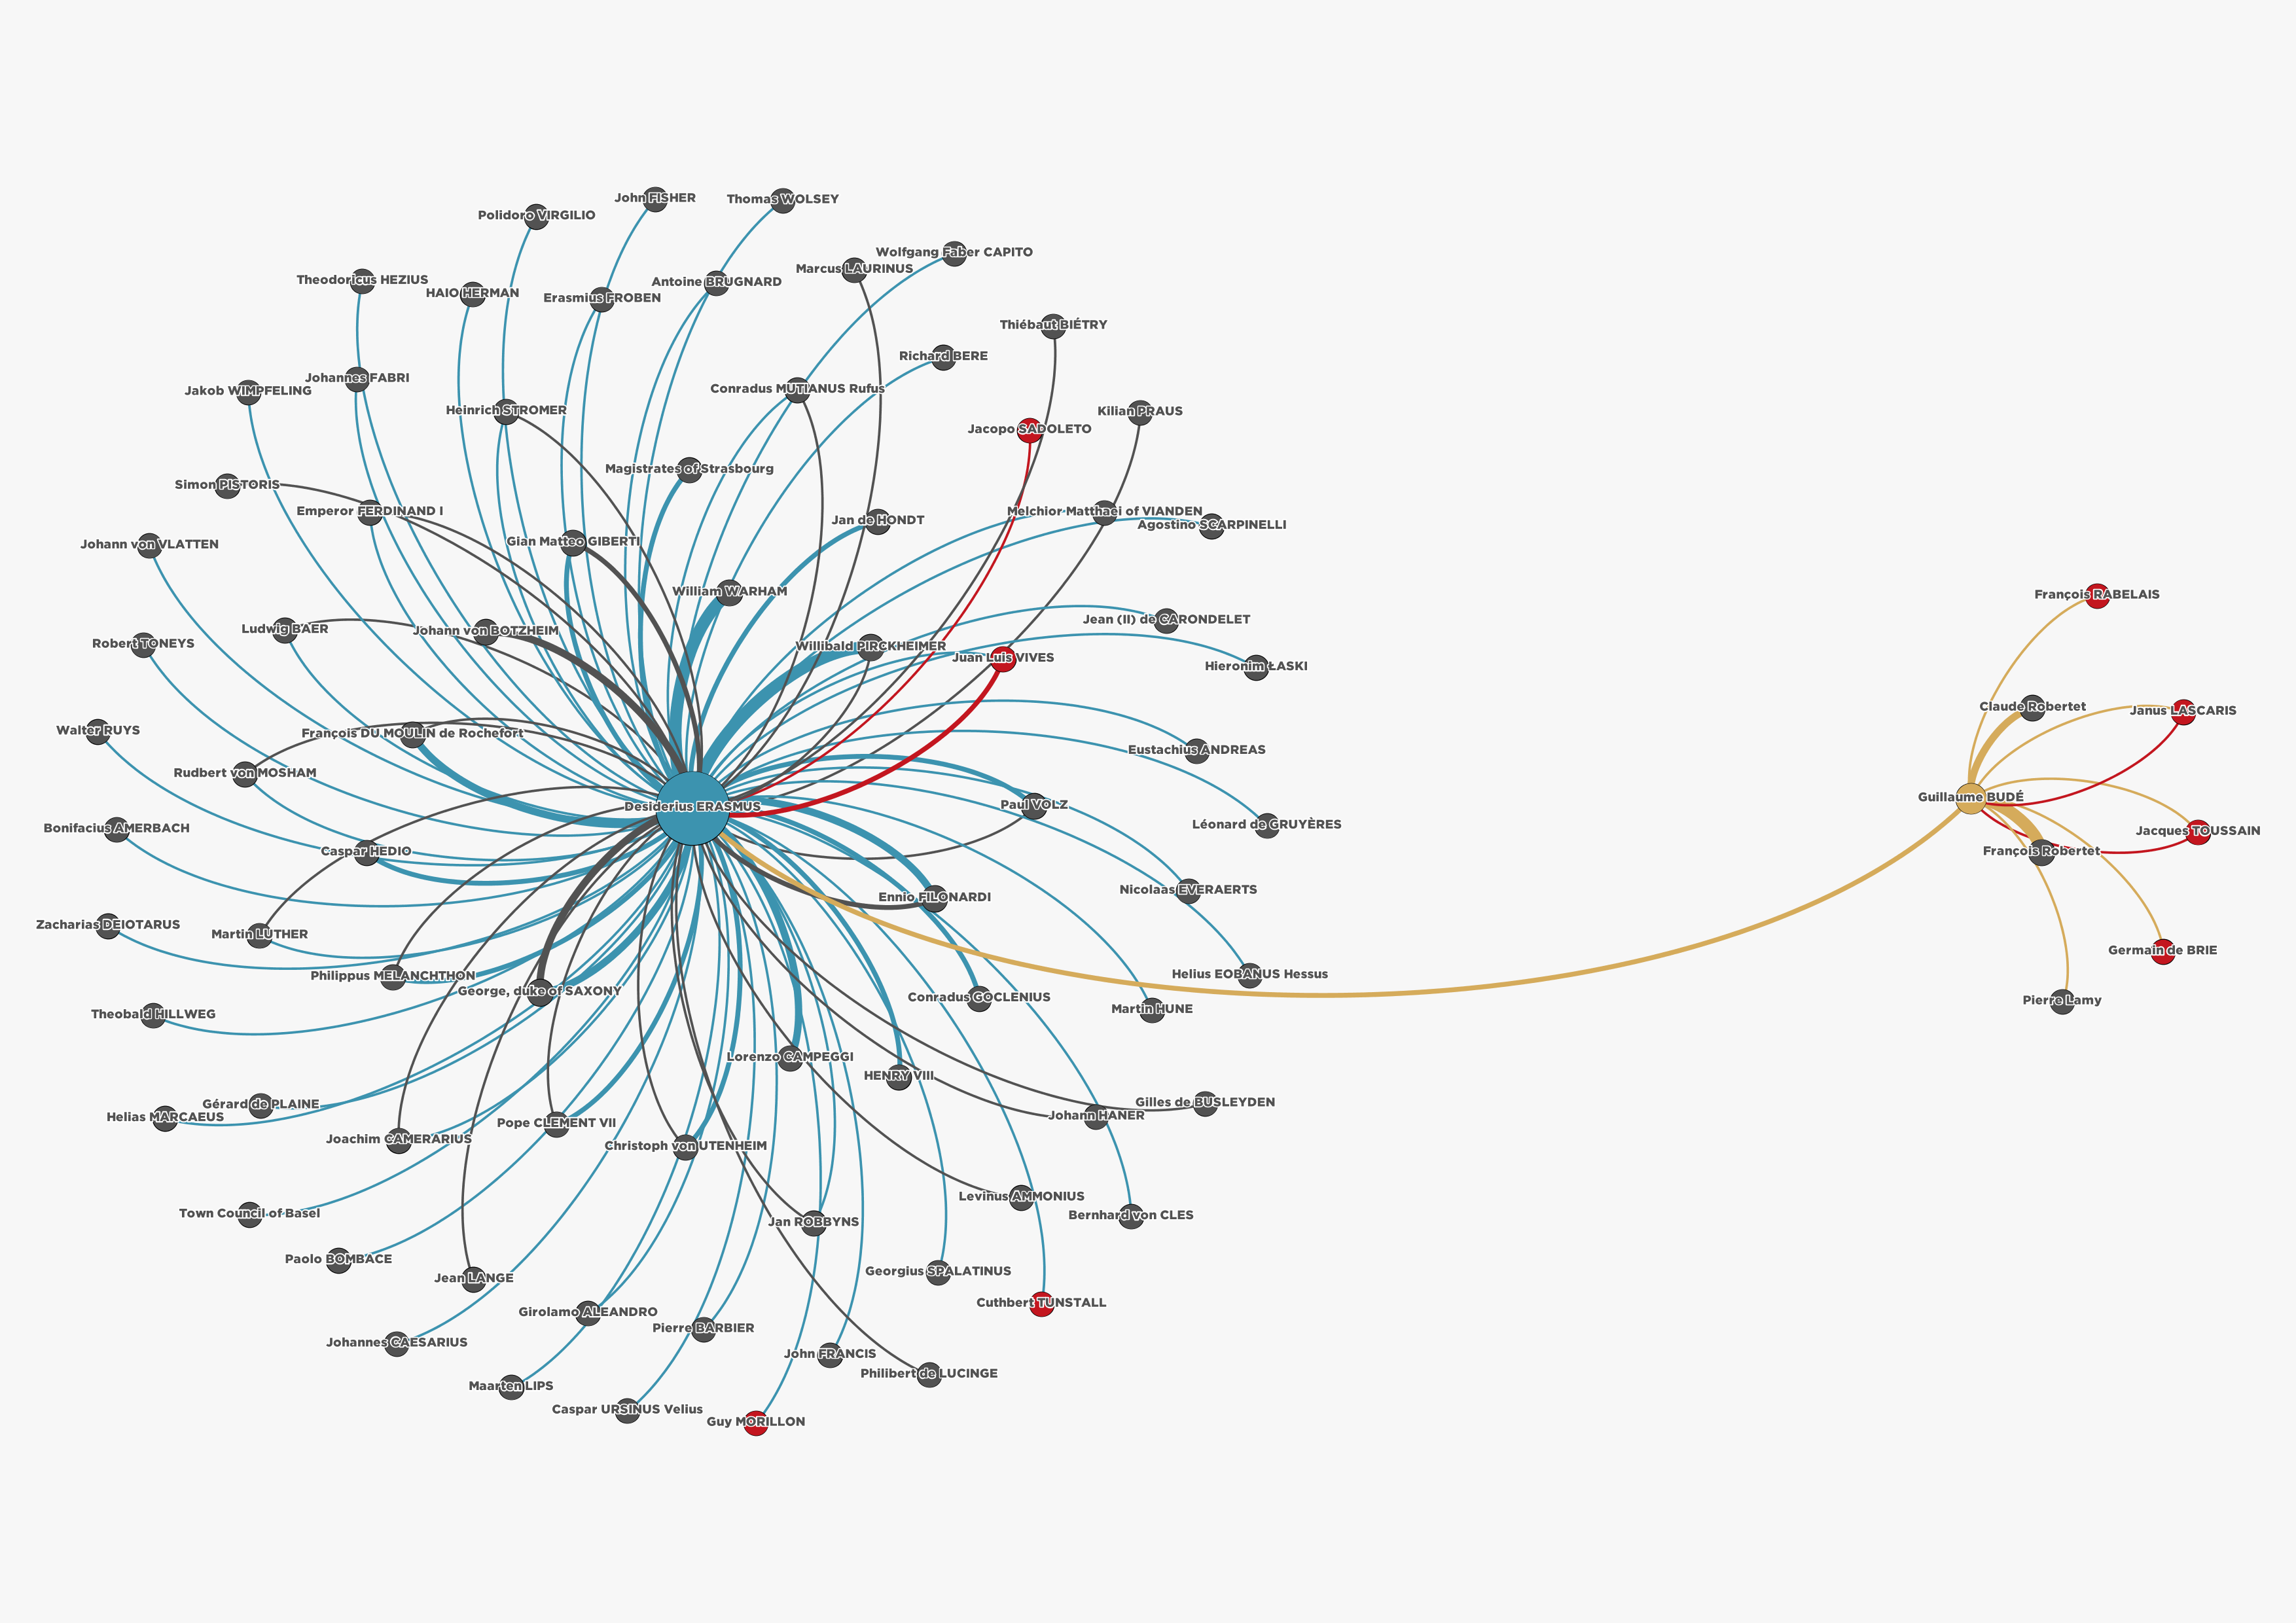 John FISHER
Thomas WOLSEY
Polidoro VIRGILIO
Wolfgang Faber CAPITO
Marcus LAURINUS
Theodoricus HEZIUS
Antoine BRUGNARD
HAIO HERMAN
Erasmius FROBEN
Thiébaut BIÉTRY
Richard BERE
Johannes FABRI
Conradus MUTIANUS Rufus
Jakob WIMPFELING
Heinrich STROMER
Kilian PRAUS
Jacopo SADOLETO
Magistrates of Strasbourg
Simon PISTORIS
Emperor FERDINAND I
Melchior Matthaei of VIANDEN
Jan de HONDT
Agostino SCARPINELLI
Gian Matteo GIBERTI
Johann von VLATTEN
William WARHAM
François RABELAIS
Jean (II) de CARONDELET
Ludwig BAER
Johann von BOTZHEIM
Robert TONEYS
Willibald PIRCKHEIMER
Juan Luis VIVES
Hieronim ŁASKI
Claude Robertet
Janus LASCARIS
Walter RUYS
François DU MOULIN de Rochefort
Eustachius ANDREAS
Rudbert von MOSHAM
Guillaume BUDÉ
Desiderius ERASMUS
Paul VOLZ
Léonard de GRUYÈRES
Bonifacius AMERBACH
Jacques TOUSSAIN
Caspar HEDIO
François Robertet
Nicolaas EVERAERTS
Ennio FILONARDI
Zacharias DEIOTARUS
Martin LUTHER
Germain de BRIE
Philippus MELANCHTHON
Helius EOBANUS Hessus
George, duke of SAXONY
Conradus GOCLENIUS
Pierre Lamy
Martin HUNE
Theobald HILLWEG
Lorenzo CAMPEGGI
HENRY VIII
Gilles de BUSLEYDEN
Gérard de PLAINE
Helias MARCAEUS
Johann HANER
Pope CLEMENT VII
Joachim CAMERARIUS
Christoph von UTENHEIM
Levinus AMMONIUS
Town Council of Basel
Bernhard von CLES
Jan ROBBYNS
Paolo BOMBACE
Georgius SPALATINUS
Jean LANGE
Cuthbert TUNSTALL
Girolamo ALEANDRO
Pierre BARBIER
Johannes CAESARIUS
John FRANCIS
Philibert de LUCINGE
Maarten LIPS
Caspar URSINUS Velius
Guy MORILLON